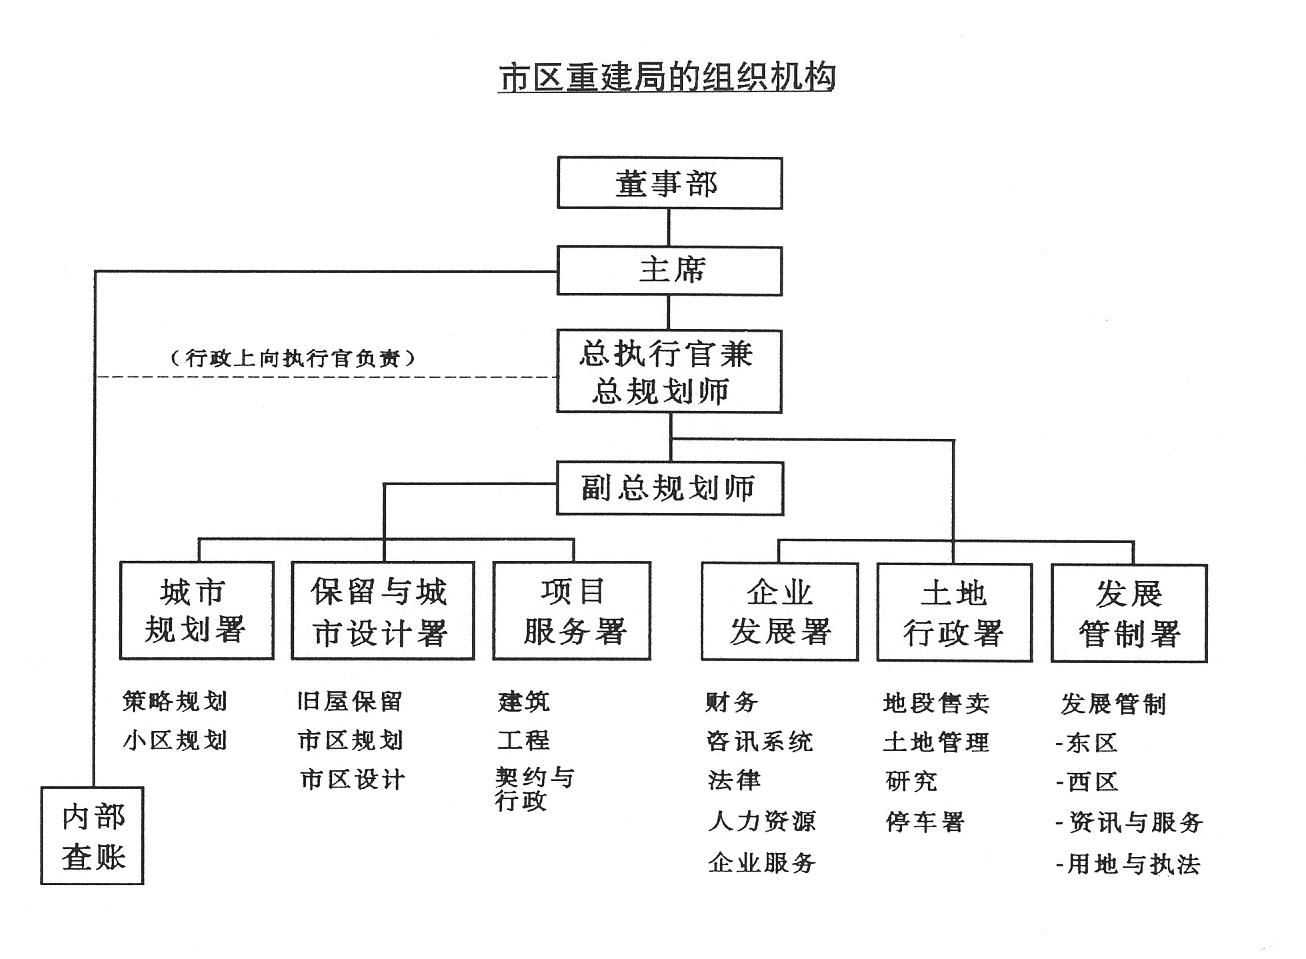 市区重建局的组织机构
董事部
主席
总执行官兼
总规划师
（行政上向执行官负责）
副总规划师
城市
规划署
策略规划
小区规划
保留与城
市设计署
旧屋保留
市区规划
市区设计
项目
服务署
建筑
工程
契约与
行政
企业
发展署
财务
咨讯系统
法律
人力资源
企业服务
土地
行政署
地段售卖
土地管理
研究
停车署
发展
管制署
发展管制
-东区
-西区
-资讯与服务
-用地与执法
内部
查账